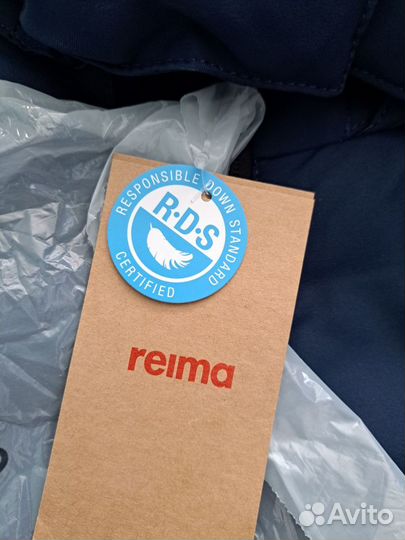 RESPONSIBLE DOWN STANDARD
R·D·S
CERTIFIED
reima
Avito